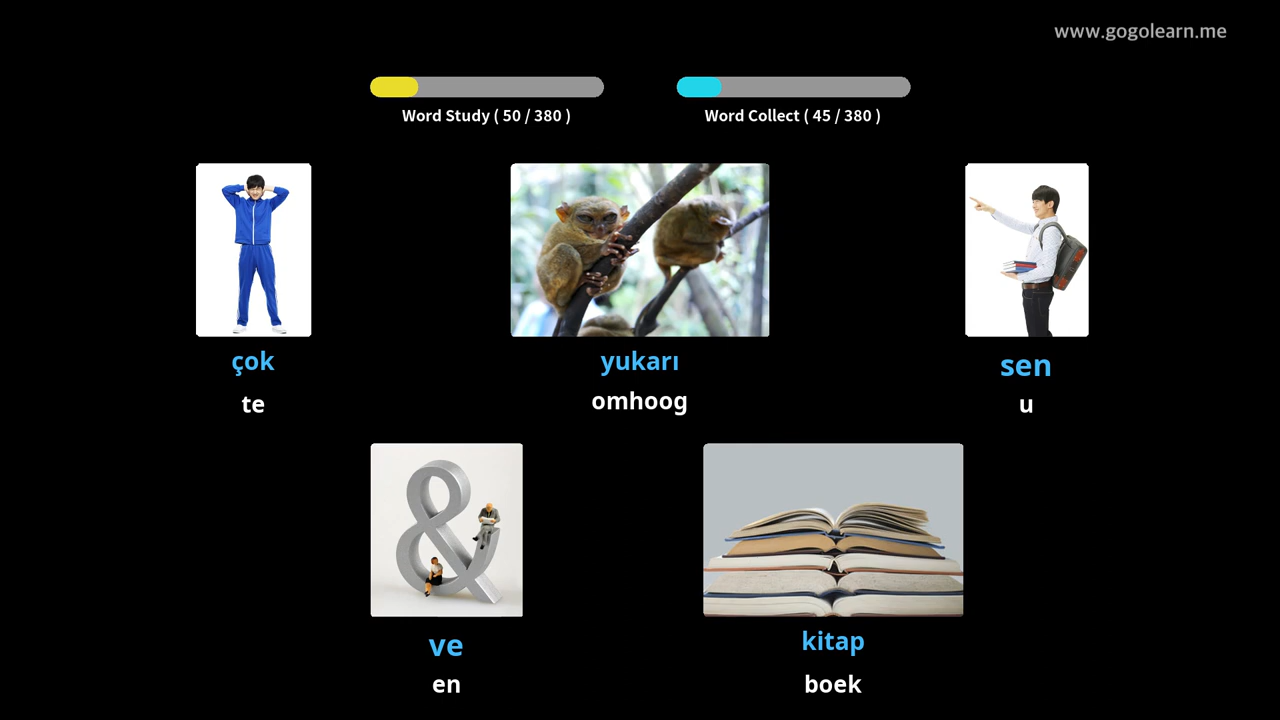 www.gogolearn.me
Word Study ( 50 / 380 )
Word Collect ( 45 / 380 )
çok
te
yukarı
omhoog
sen
u
ve
en
kitap
boek